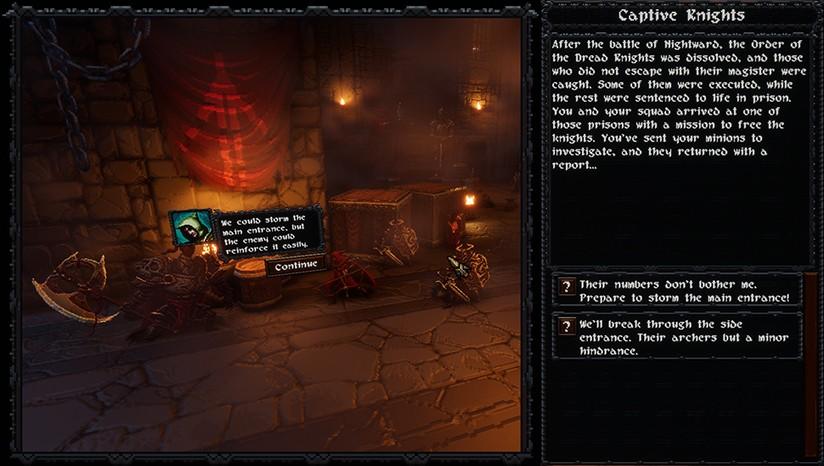 Captive Knights
After the battle of Nightward, the Order of
the Dread Knights was dissolved, and those
who did not escape with their magister were
caught. Some of them were executed, while
the rest were sentenced to life in prison.
You and your squad arrived at one of
those prisons with a mission to free the
knights. You've sent your minions to
investigate, and they returned with a
report...
We could storm the
main entrance, but
the enemy could
reinforce it easily.
Continue
? Their numbers don't bother me.
Prepare to storm the main entrance!
? We'll break through the side
entrance. Their archers but a minor
hindrance.